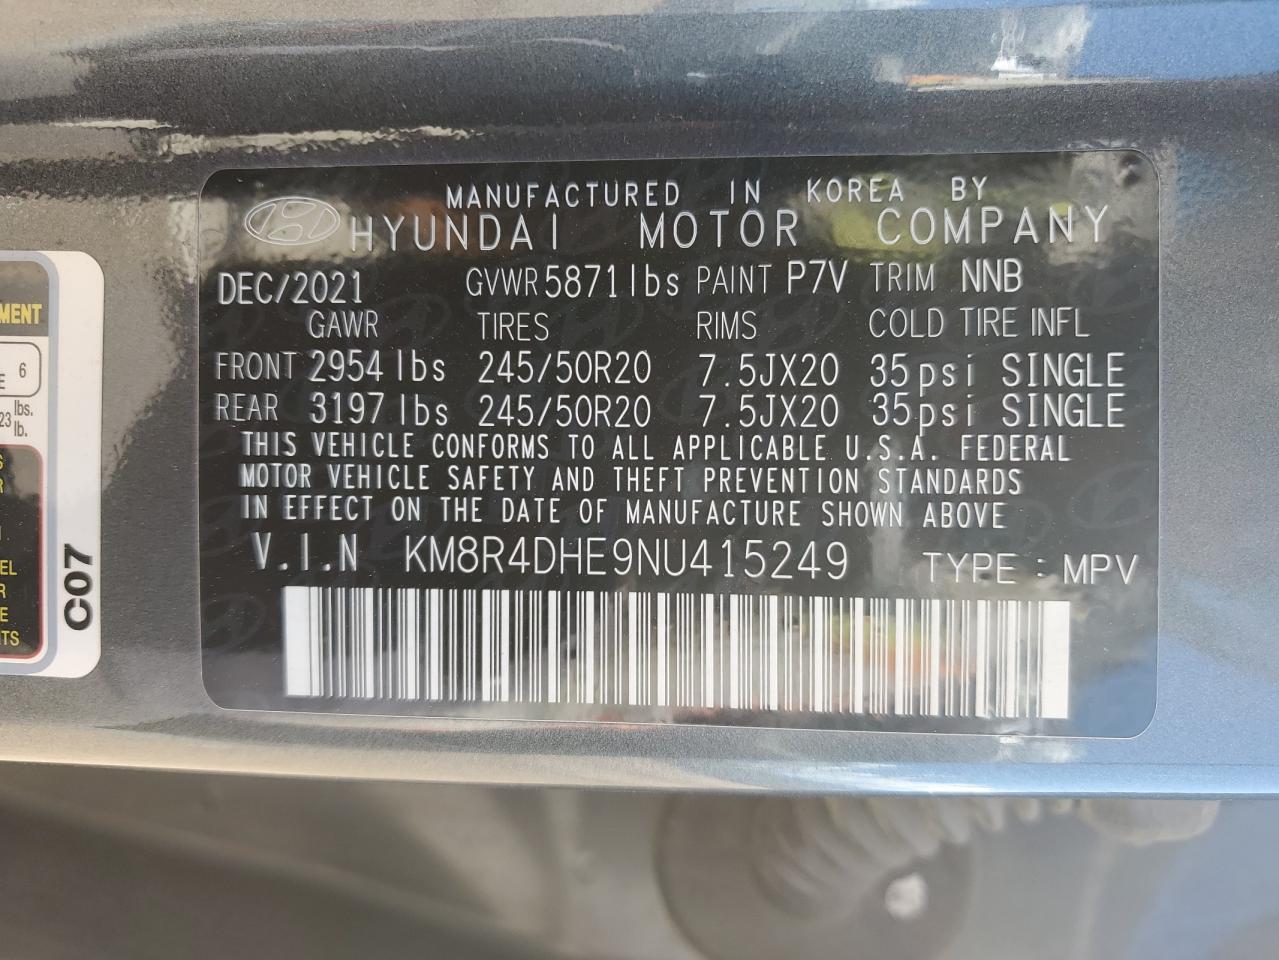 MANUFACTURED IN KOREA BY
HYUNDAI MOTOR COMPANY
DEC/2021 GVWR 5871lbs PAINT P7V TRIM NNB
GAWR TIRES RIMS COLD TIRE INFL
FRONT 2954 lbs 245/50R20 7.5JX20 35psi SINGLE
REAR 3197 lbs 245/50R20 7.5JX20 35psi SINGLE
THIS VEHICLE CONFORMS TO ALL APPLICABLE U.S.A. FEDERAL
MOTOR VEHICLE SAFETY AND THEFT PREVENTION STANDARDS
IN EFFECT ON THE DATE OF MANUFACTURE SHOWN ABOVE
V.I.N KM8R4DHE9NU415249 TYPE : MPV
6
lbs.
lb.
C07